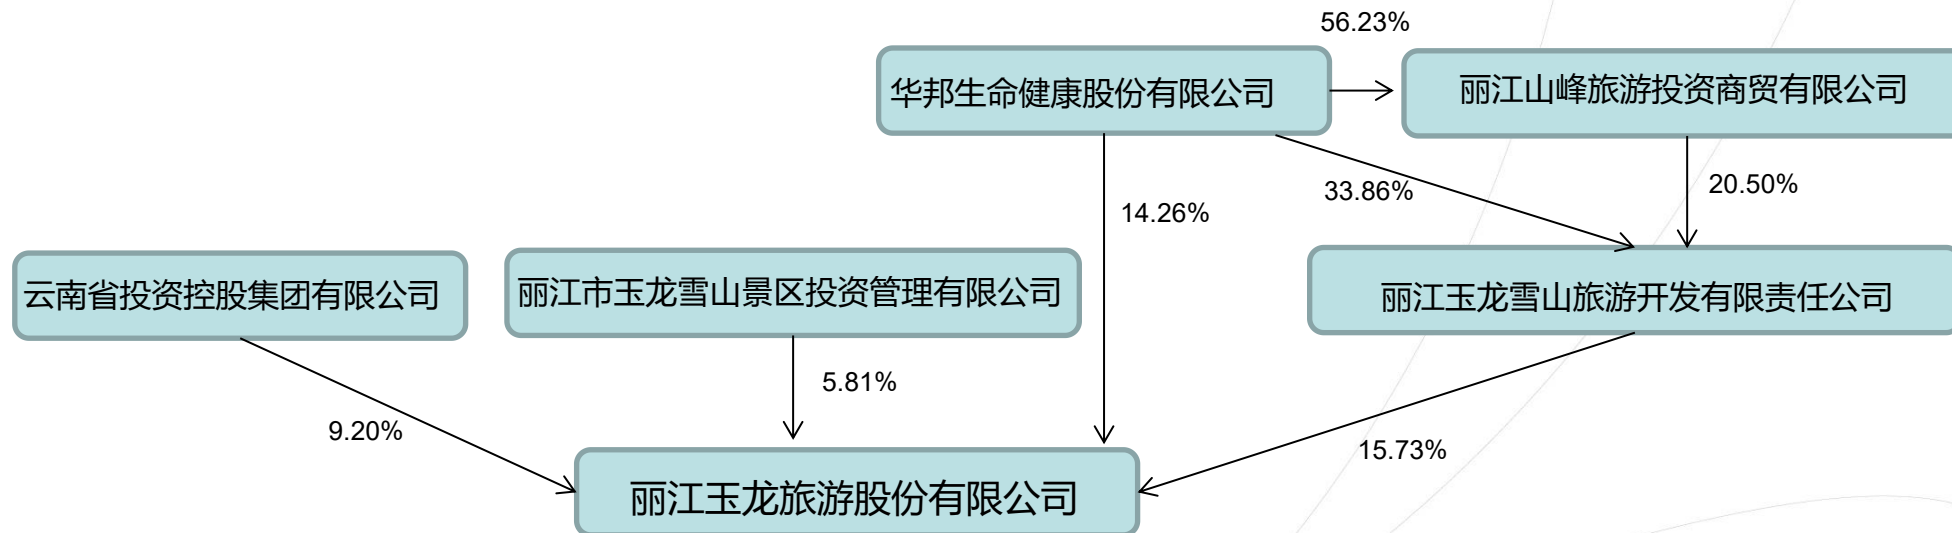 56.23%
华邦生命健康股份有限公司
丽江山峰旅游投资商贸有限公司
33.86%
20.50%
14.26%
云南省投资控股集团有限公司
丽江市玉龙雪山景区投资管理有限公司
丽江玉龙雪山旅游开发有限责任公司
5.81%
9.20%
15.73%
丽江玉龙旅游股份有限公司